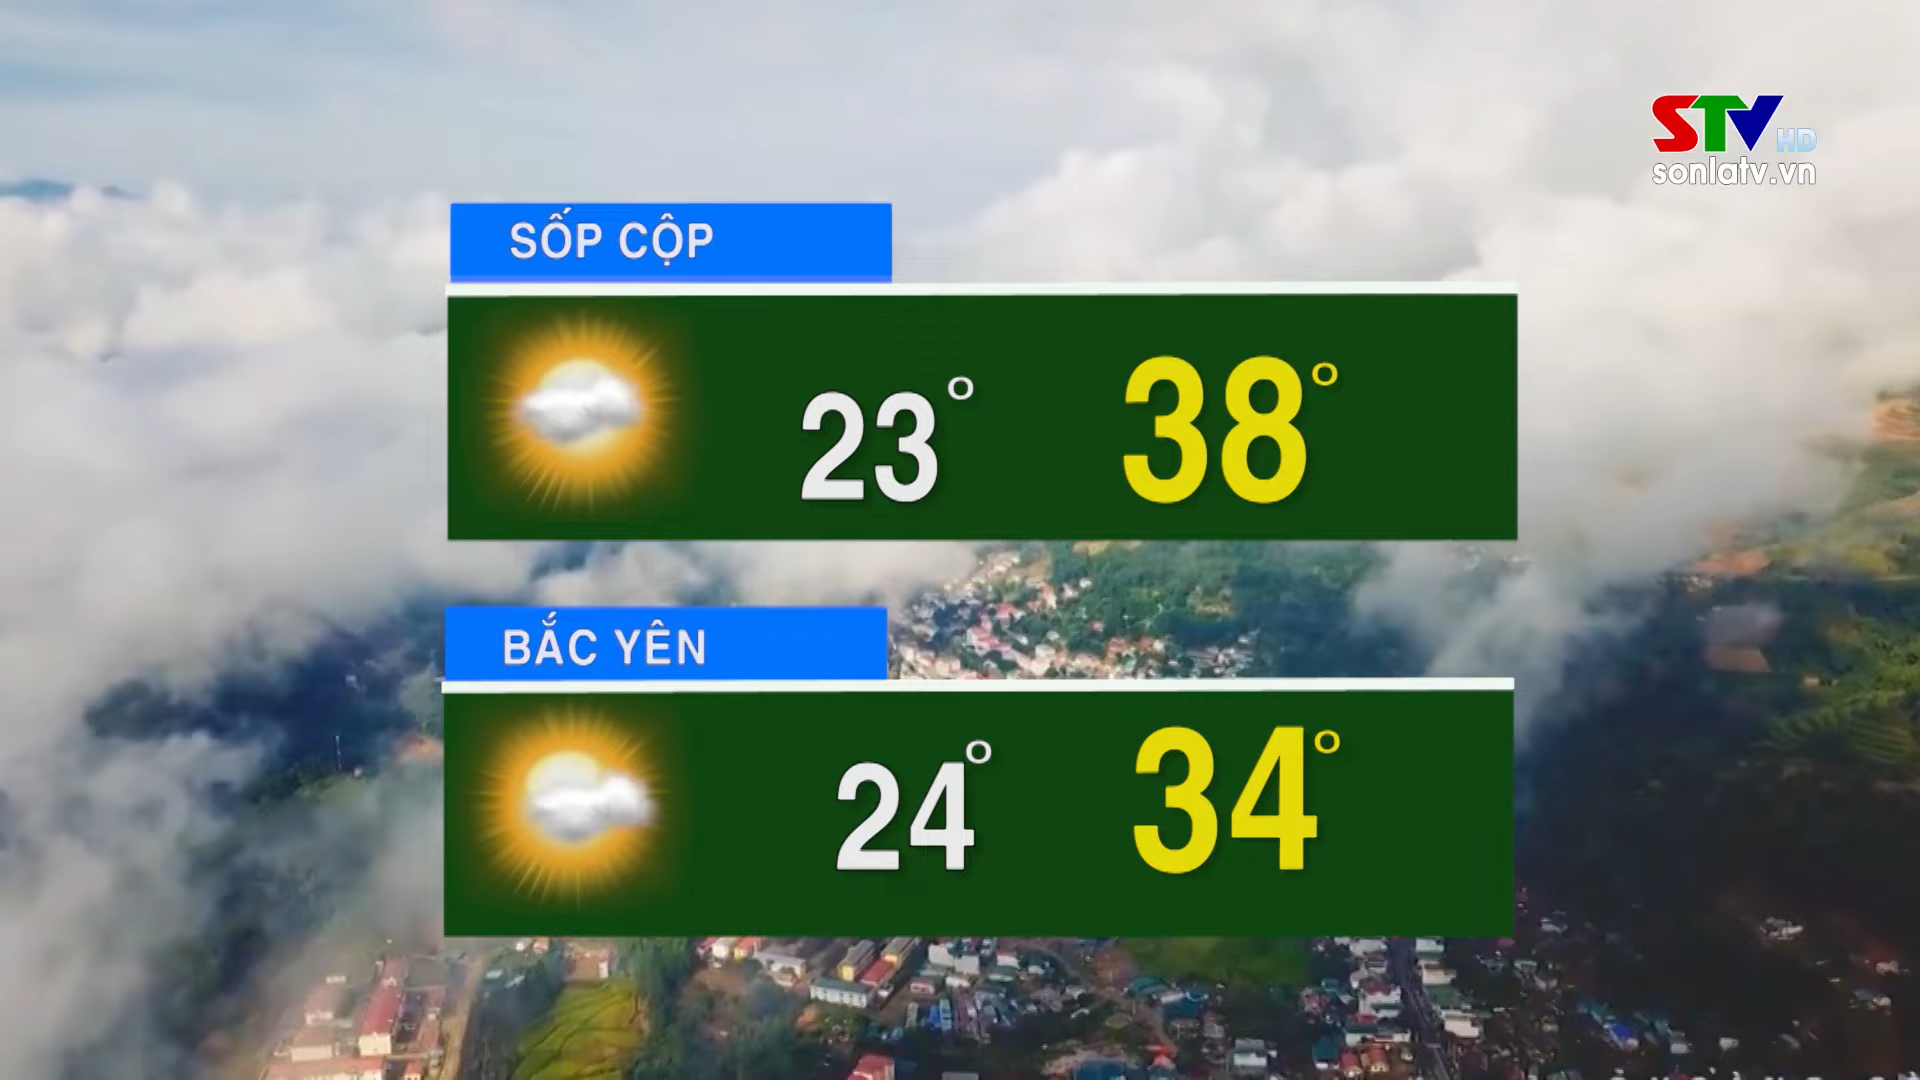 STV HD
sonlatv.vn
SỐP CỘP
23° 38°
BẮC YÊN
24° 34°